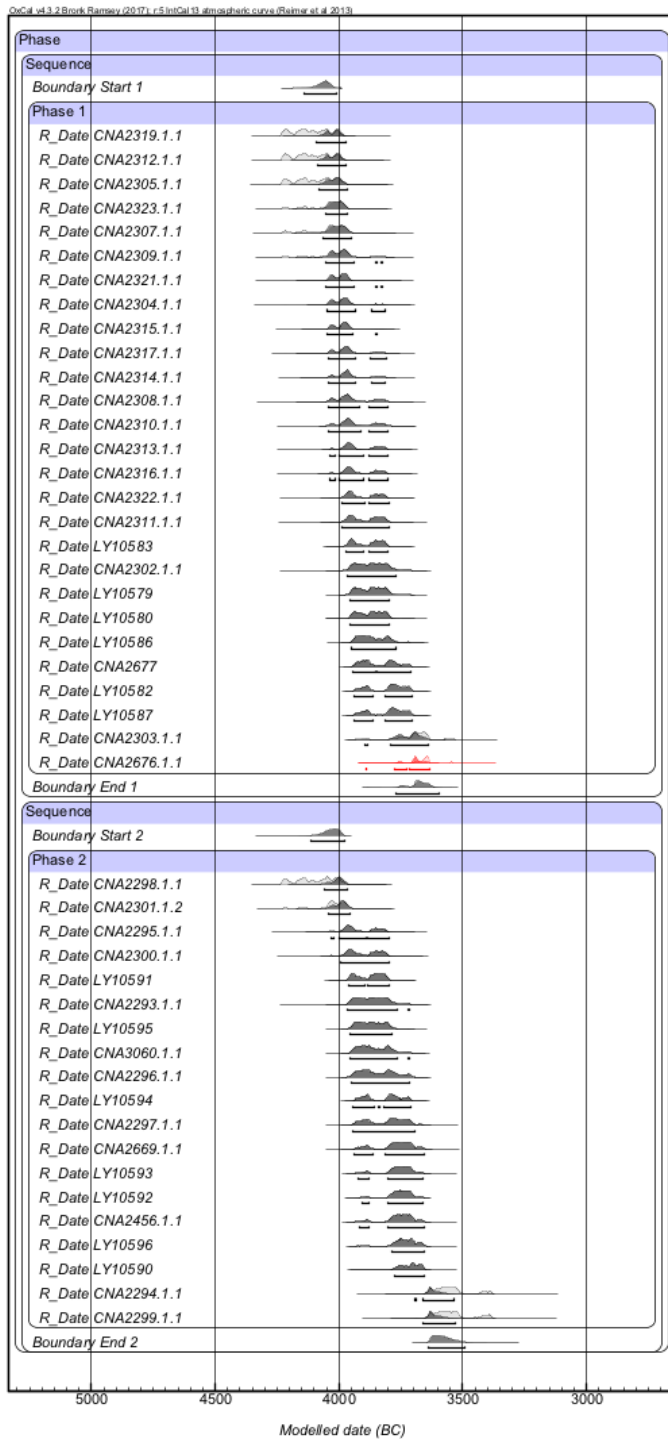 OxCal v4.3.2 Bronk Ramsey (2017); r:5 IntCal13 atmospheric curve (Reimer et al 2013)
Phase
Sequence
Boundary Start 1
Phase 1
R_Date CNA2319.1.1
R_Date CNA2312.1.1
R_Date CNA2305.1.1
R_Date CNA2323.1.1
R_Date CNA2307.1.1
R_Date CNA2309.1.1
R_Date CNA2321.1.1
R_Date CNA2304.1.1
R_Date CNA2315.1.1
R_Date CNA2317.1.1
R_Date CNA2314.1.1
R_Date CNA2308.1.1
R_Date CNA2310.1.1
R_Date CNA2313.1.1
R_Date CNA2316.1.1
R_Date CNA2322.1.1
R_Date CNA2311.1.1
R_Date LY10583
R_Date CNA2302.1.1
R_Date LY10579
R_Date LY10580
R_Date LY10586
R_Date CNA2677
R_Date LY10582
R_Date LY10587
R_Date CNA2303.1.1
R_Date CNA2676.1.1
Boundary End 1
Sequence
Boundary Start 2
Phase 2
R_Date CNA2298.1.1
R_Date CNA2301.1.2
R_Date CNA2295.1.1
R_Date CNA2300.1.1
R_Date LY10591
R_Date CNA2293.1.1
R_Date LY10595
R_Date CNA3060.1.1
R_Date CNA2296.1.1
R_Date LY10594
R_Date CNA2297.1.1
R_Date CNA2669.1.1
R_Date LY10593
R_Date LY10592
R_Date CNA2456.1.1
R_Date LY10596
R_Date LY10590
R_Date CNA2294.1.1
R_Date CNA2299.1.1
Boundary End 2
5000 4500 4000 3500 3000
Modelled date (BC)